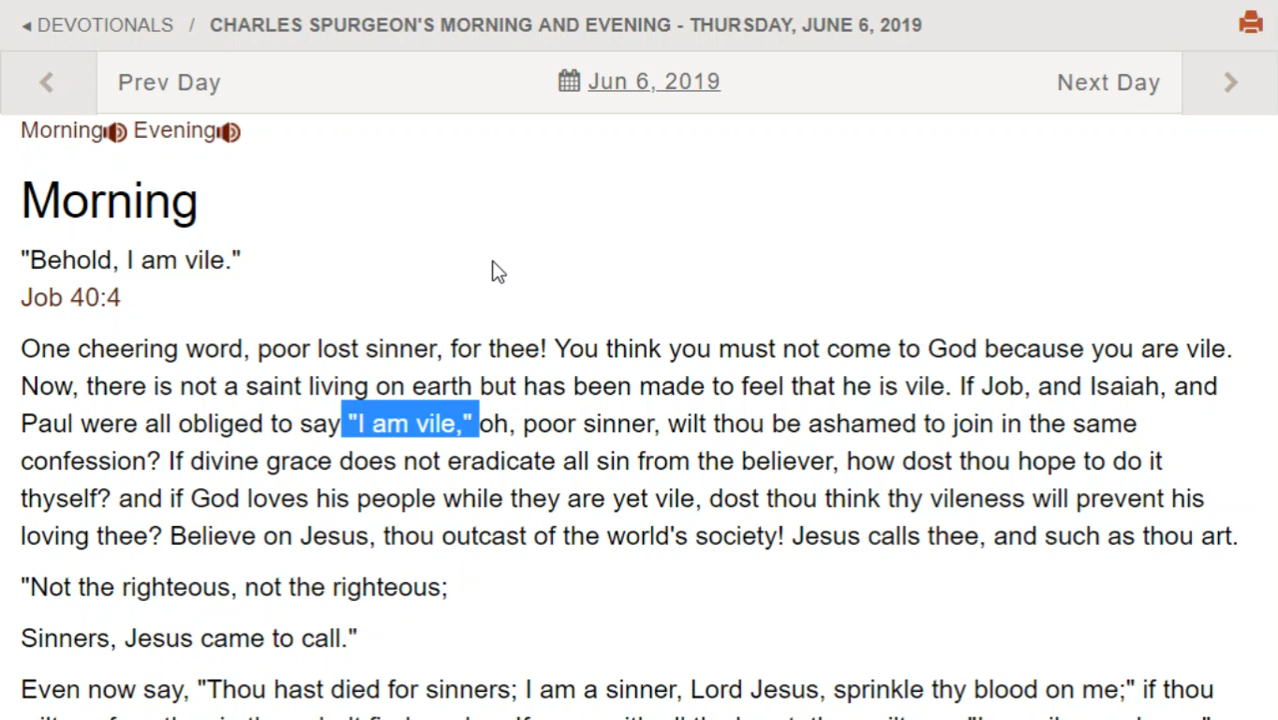 ◂ DEVOTIONALS / CHARLES SPURGEON'S MORNING AND EVENING - THURSDAY, JUNE 6, 2019
Prev Day Jun 6, 2019 Next Day
Morning Evening
Morning
"Behold, I am vile."
Job 40:4
One cheering word, poor lost sinner, for thee! You think you must not come to God because you are vile.
Now, there is not a saint living on earth but has been made to feel that he is vile. If Job, and Isaiah, and
Paul were all obliged to say "I am vile," oh, poor sinner, wilt thou be ashamed to join in the same
confession? If divine grace does not eradicate all sin from the believer, how dost thou hope to do it
thyself? and if God loves his people while they are yet vile, dost thou think thy vileness will prevent his
loving thee? Believe on Jesus, thou outcast of the world's society! Jesus calls thee, and such as thou art.
"Not the righteous, not the righteous;
Sinners, Jesus came to call."
Even now say, "Thou hast died for sinners; I am a sinner, Lord Jesus, sprinkle thy blood on me;" if thou